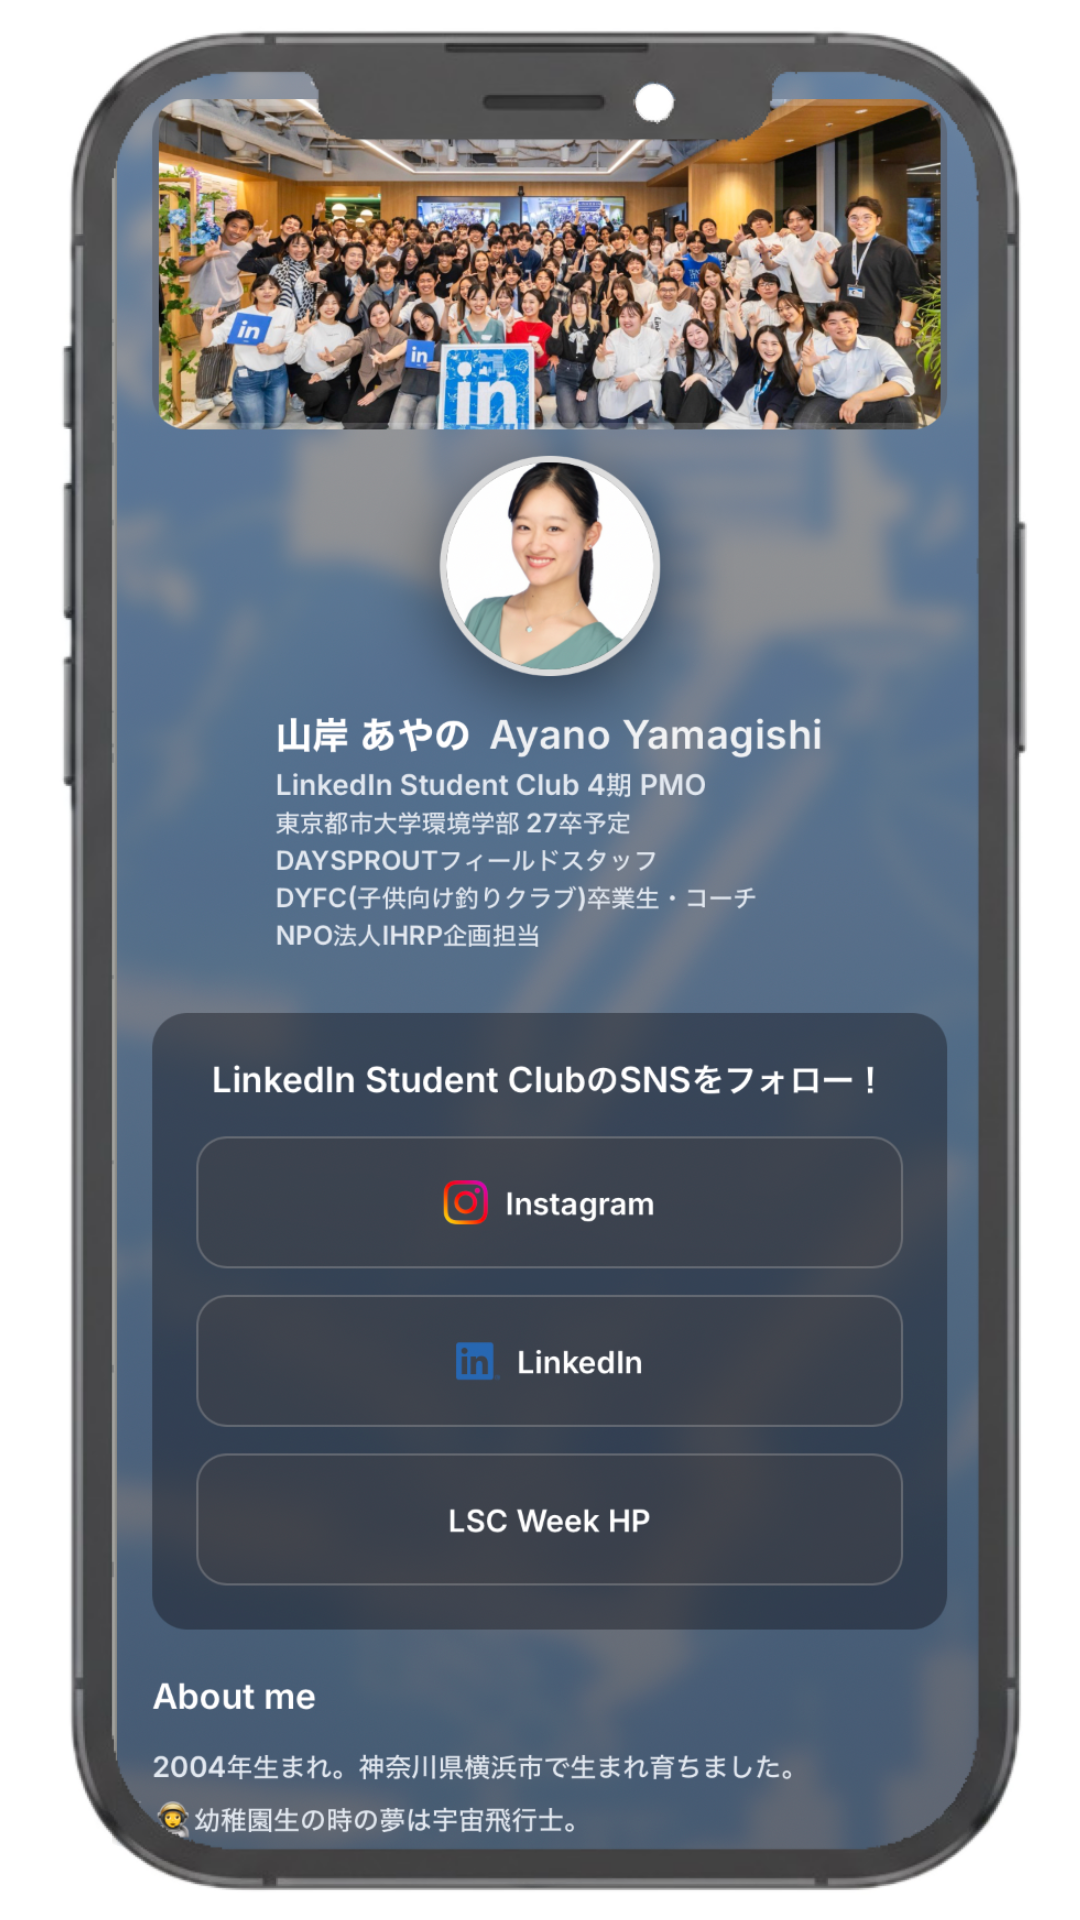 in
in
in
山岸 あやの Ayano Yamagishi
LinkedIn Student Club 4期 PMO
東京都市大学環境学部 27卒予定
DAYSPROUTフィールドスタッフ
DYFC(子供向け釣りクラブ)卒業生・コーチ
NPO法人IHRP企画担当
LinkedIn Student ClubのSNSをフォロー！
Instagram
in LinkedIn
LSC Week HP
About me
2004年生まれ。神奈川県横浜市で生まれ育ちました。
幼稚園生の時の夢は宇宙飛行士。